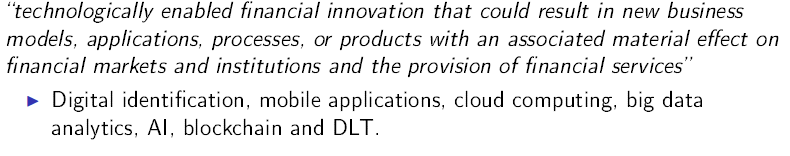 “technologically enabled financial innovation that could result in new business
models, applications, processes, or products with an associated material effect on
financial markets and institutions and the provision of financial services”
▶ Digital identification, mobile applications, cloud computing, big data
analytics, AI, blockchain and DLT.